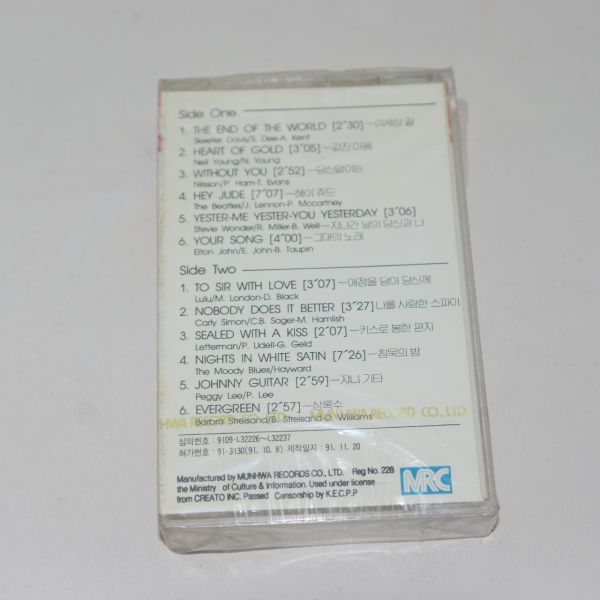 Side One
1. THE END OF THE WORLD [2"30]—이세상 끝
Skeeter Davis/S. Dee-A. Kent
2. HEART OF GOLD [3"05]—갇힌 마음
Neil Young/N. Young
3. WITHOUT YOU [2"52]—당신없이는
Nilsson/P. Ham-T. Evans
4. HEY JUDE [7"07]—헤이 쥬드
The Beatles/J. Lennon-P. Mccartney
5. YESTER-ME YESTER-YOU YESTERDAY [3"06]
Stevie Wonder/R. Miller-B. Weil—지나간 날의 당신과 나
6. YOUR SONG [4"00]—그대의 노래
Elton John/E. John-B. Taupin
Side Two
1. TO SIR WITH LOVE [3"07]—애정을 담아 당신께
Lulu/M. London-D. Black
2. NOBODY DOES IT BETTER [3"27] 나를 사랑한 스파이
Carly Simon/C.B. Sager-M. Hamlish
3. SEALED WITH A KISS [2"07]—키스로 봉한 편지
Letterman/P. Udell-G. Geld
4. NIGHTS IN WHITE SATIN [7"26]—침묵의 밤
The Moody Blues/Hayward
5. JOHNNY GUITAR [2"59]—자니 기타
Peggy Lee/P. Lee
6. EVERGREEN [2"57]—상록수
HWA RECORD CO., LTD MUNHWA RECORD CO., LTD
Barbra Streisand/B. Streisand-D. Williams
심의번호 : 9109-L32226~L32237
허가번호 : 91-3130(91. 10. 8) 제작일자 : 91. 11. 20
Manufactured by MUNHWA RECORDS CO., LTD. Reg No. 228
the Ministry of Culture & Information. Used under license
from CREATO INC. Passed Censorship by K.E.C.P.P
MRC